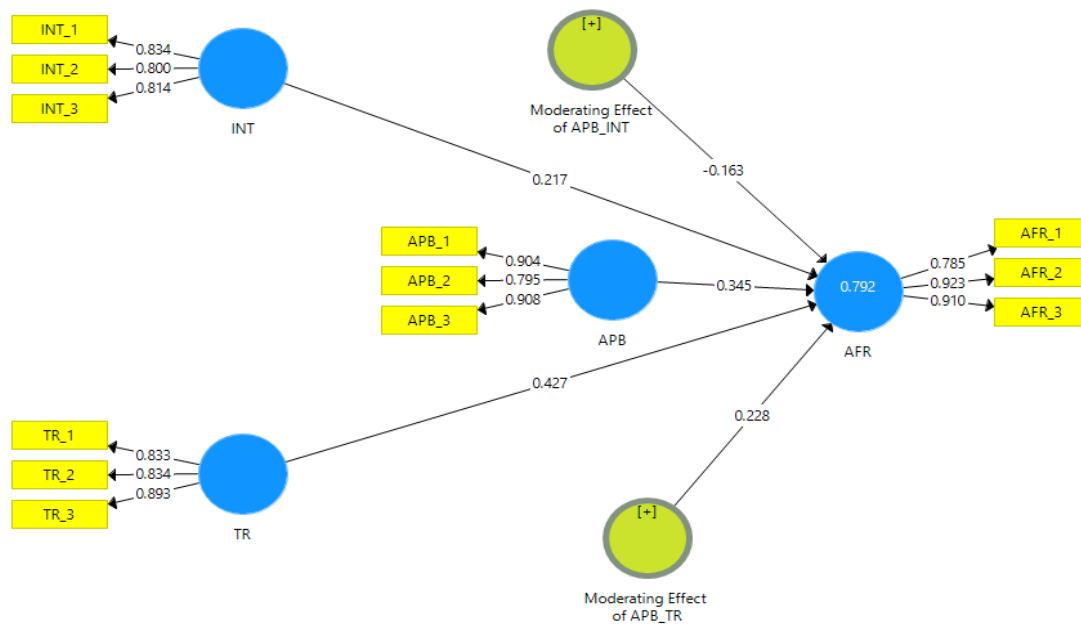 INT_1
0.834
INT_2
0.800
INT_3
0.814
INT
[+]
Moderating Effect
of APB_INT
-0.163
0.217
APB_1
0.904
APB_2
0.795
APB_3
0.908
APB
0.345
0.792
AFR
0.785
AFR_1
0.923
AFR_2
0.910
AFR_3
0.427
TR_1
0.833
TR_2
0.834
TR_3
0.893
TR
0.228
[+]
Moderating Effect
of APB_TR